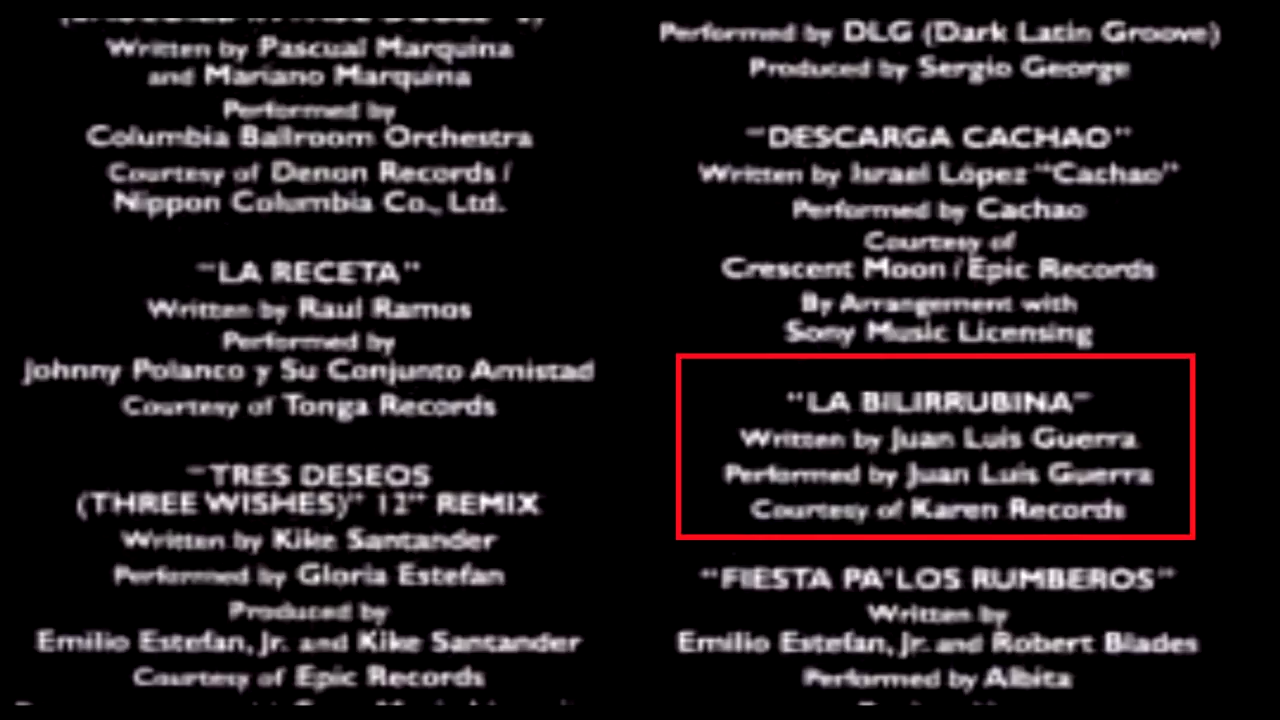 Written by Pascual Marquina
and Mariano Marquina
Performed by
Columbia Ballroom Orchestra
Courtesy of Denon Records /
Nippon Columbia Co., Ltd.
"LA RECETA"
Written by Raul Ramos
Performed by
Johnny Polanco y Su Conjunto Amistad
Courtesy of Tonga Records
"TRES DESEOS
(THREE WISHES)" 12" REMIX
Written by Kike Santander
Performed by Gloria Estefan
Produced by
Emilio Estefan, Jr. and Kike Santander
Courtesy of Epic Records
Performed by DLG (Dark Latin Groove)
Produced by Sergio George
"DESCARGA CACHAO"
Written by Israel López "Cachao"
Performed by Cachao
Courtesy of
Crescent Moon / Epic Records
By Arrangement with
Sony Music Licensing
"LA BILIRRUBINA"
Written by Juan Luis Guerra
Performed by Juan Luis Guerra
Courtesy of Karen Records
"FIESTA PA'LOS RUMBEROS"
Written by
Emilio Estefan, Jr. and Robert Blades
Performed by Albita